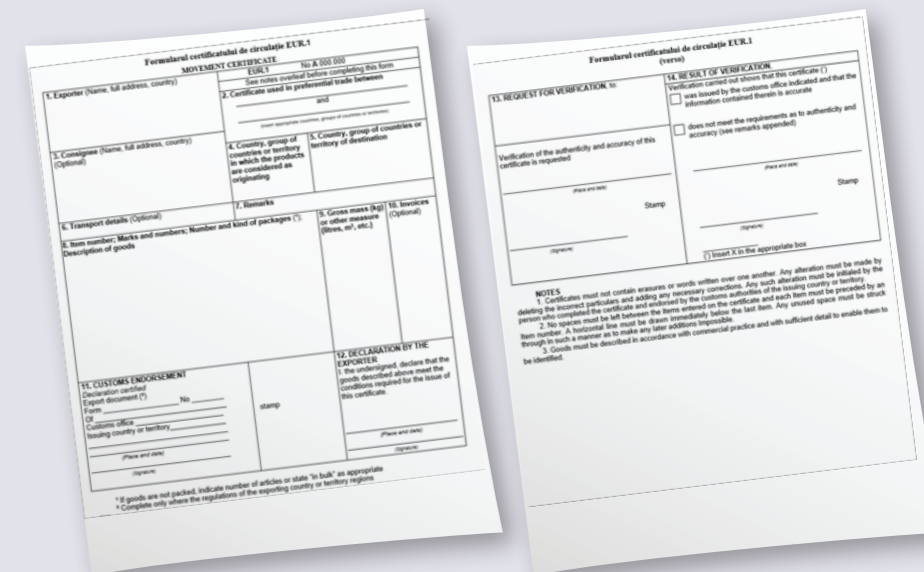 Formularul certificatului de circulație EUR.1
MOVEMENT CERTIFICATE
1. Exporter (Name, full address, country)
EUR.1 No A 000.000
See notes overleaf before completing this form
2. Certificate used in preferential trade between
and
(insert appropriate countries, groups of countries or territories)
3. Consignee (Name, full address, country)
(Optional)
4. Country, group of
countries or territory
in which the products
are considered as
originating
5. Country, group of countries or
territory of destination
6. Transport details (Optional)
7. Remarks
8. Item number; Marks and numbers; Number and kind of packages (¹);
Description of goods
9. Gross mass (kg)
or other measure
(litres, m³, etc.)
10. Invoices
(Optional)
11. CUSTOMS ENDORSEMENT
Declaration certified
Export document (²)
Form No
Of
Customs office
Issuing country or territory
(Place and date)
(Signature)
stamp
12. DECLARATION BY THE
EXPORTER
I, the undersigned, declare that the
goods described above meet the
conditions required for the issue of
this certificate.
(Place and date)
(Signature)
¹ If goods are not packed, indicate number of articles or state "in bulk" as appropriate
² Complete only where the regulations of the exporting country or territory regions
Formularul certificatului de circulație EUR.1
(verso)
13. REQUEST FOR VERIFICATION, to:
Verification of the authenticity and accuracy of this
certificate is requested
(Place and date)
Stamp
(Signature)
14. RESULT OF VERIFICATION,
Verification carried out shows that this certificate (¹)
was issued by the customs office indicated and that the
information contained therein is accurate
does not meet the requirements as to authenticity and
accuracy (see remarks appended)
(Place and date)
Stamp
(Signature)
(¹) Insert X in the appropriate box
NOTES
1. Certificates must not contain erasures or words written over one another. Any alteration must be made by
deleting the incorrect particulars and adding any necessary corrections. Any such alteration must be initialed by the
person who completed the certificate and endorsed by the customs authorities of the issuing country or territory.
2. No spaces must be left between the items entered on the certificate and each item must be preceded by an
item number. A horizontal line must be drawn immediately below the last item. Any unused space must be struck
through in such a manner as to make any later additions impossible.
3. Goods must be described in accordance with commercial practice and with sufficient detail to enable them to
be identified.